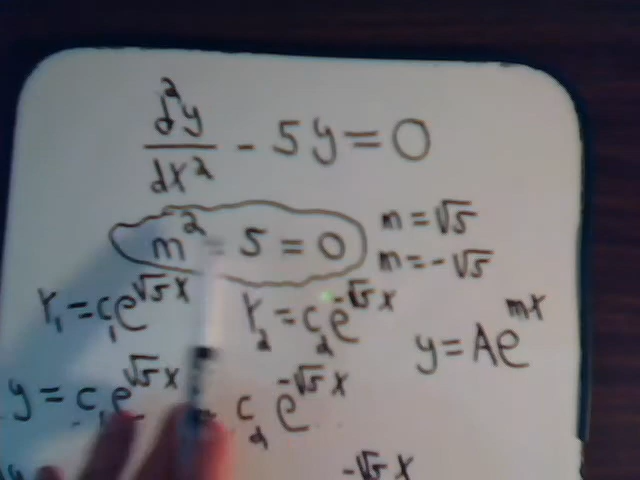 d²y/dx² - 5y = 0
m² - 5 = 0
m = √5
m = -√5
Y₁ = c₁e^√5x
Y₂ = c₂e^-√5x
y = Ae^mx
y = c₁e^√5x c₂e^-√5x
-√5x